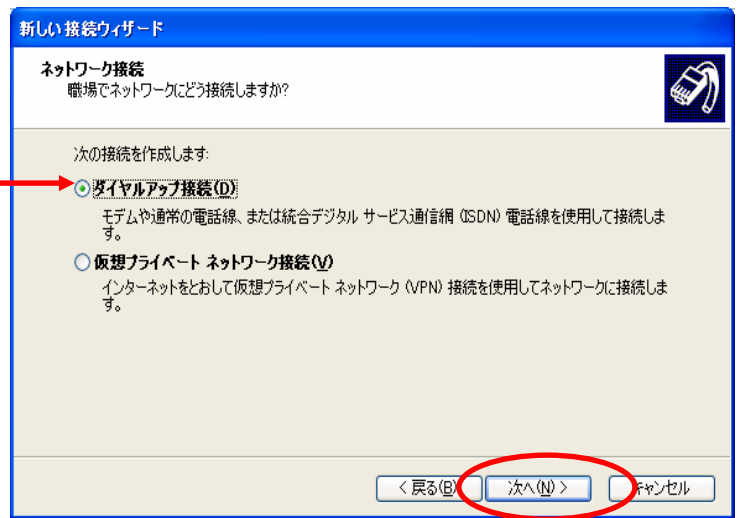 新しい接続ウィザード
ネットワーク接続
職場でネットワークにどう接続しますか?
次の接続を作成します:
ダイヤルアップ接続(D)
モデムや通常の電話線、または統合デジタル サービス通信網 (ISDN) 電話線を使用して接続しま
す。
仮想プライベート ネットワーク接続(V)
インターネットをとおして仮想プライベート ネットワーク (VPN) 接続を使用してネットワークに接続しま
す。
< 戻る(B) 次へ(N) > キャンセル